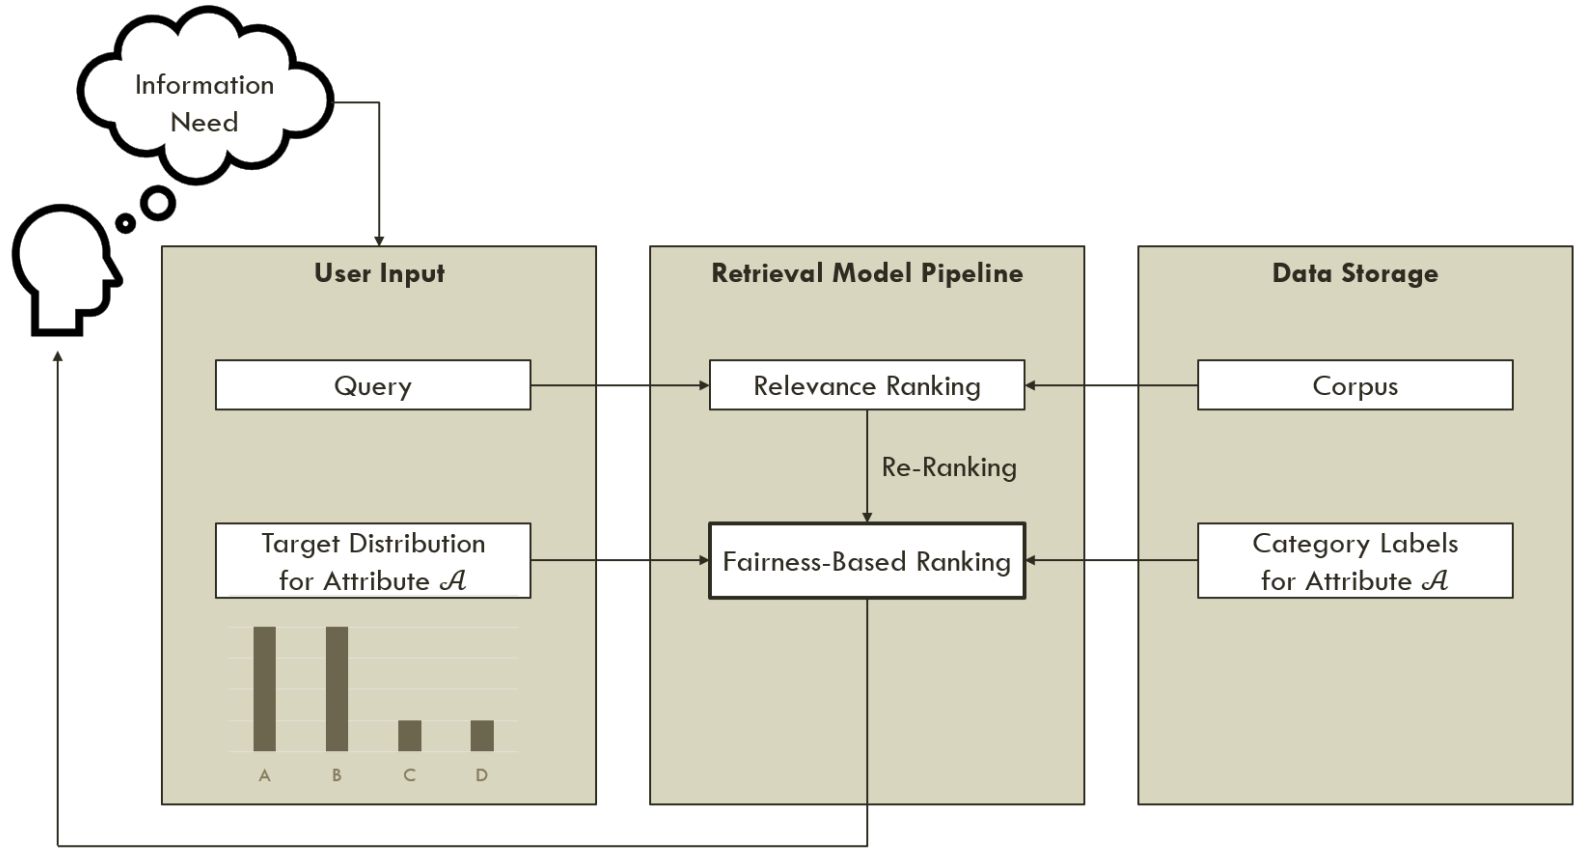 Information
Need
User Input
Retrieval Model Pipeline
Data Storage
Query
Relevance Ranking
Corpus
Re-Ranking
Target Distribution
for Attribute 𝒜
Fairness-Based Ranking
Category Labels
for Attribute 𝒜
A B C D